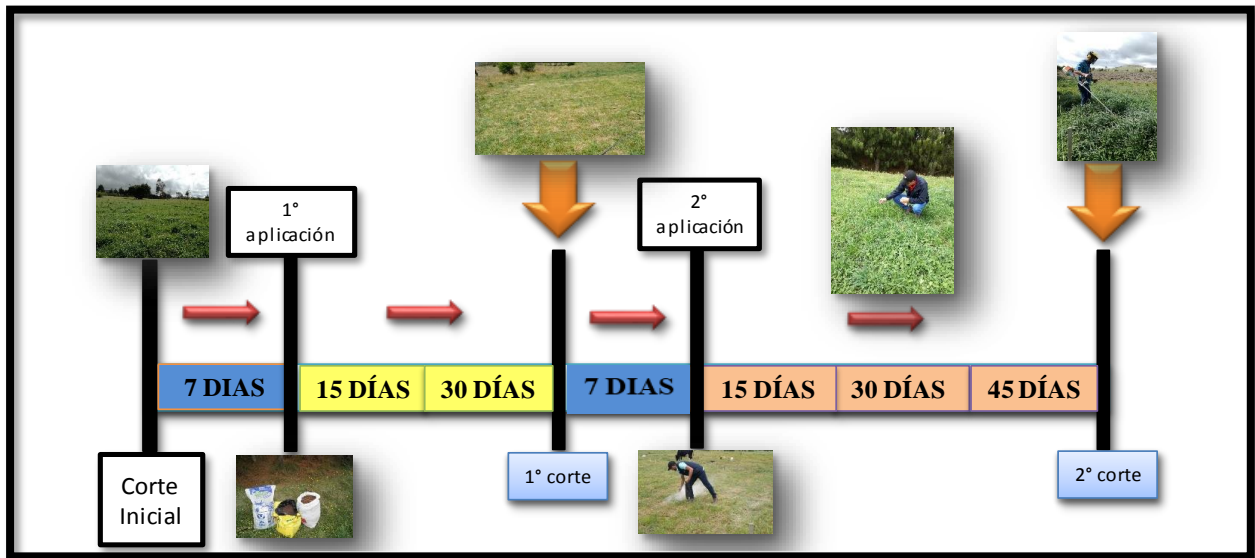 1°
aplicación
2°
aplicación
7 DIAS
15 DÍAS
30 DÍAS
7 DIAS
15 DÍAS
30 DÍAS
45 DÍAS
Corte
Inicial
1° corte
2° corte